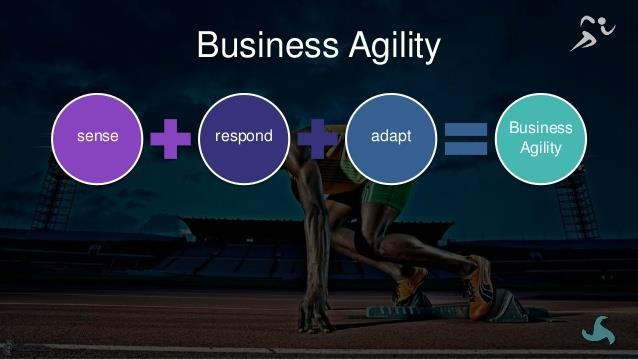 Business Agility
sense
respond
adapt
Business
Agility